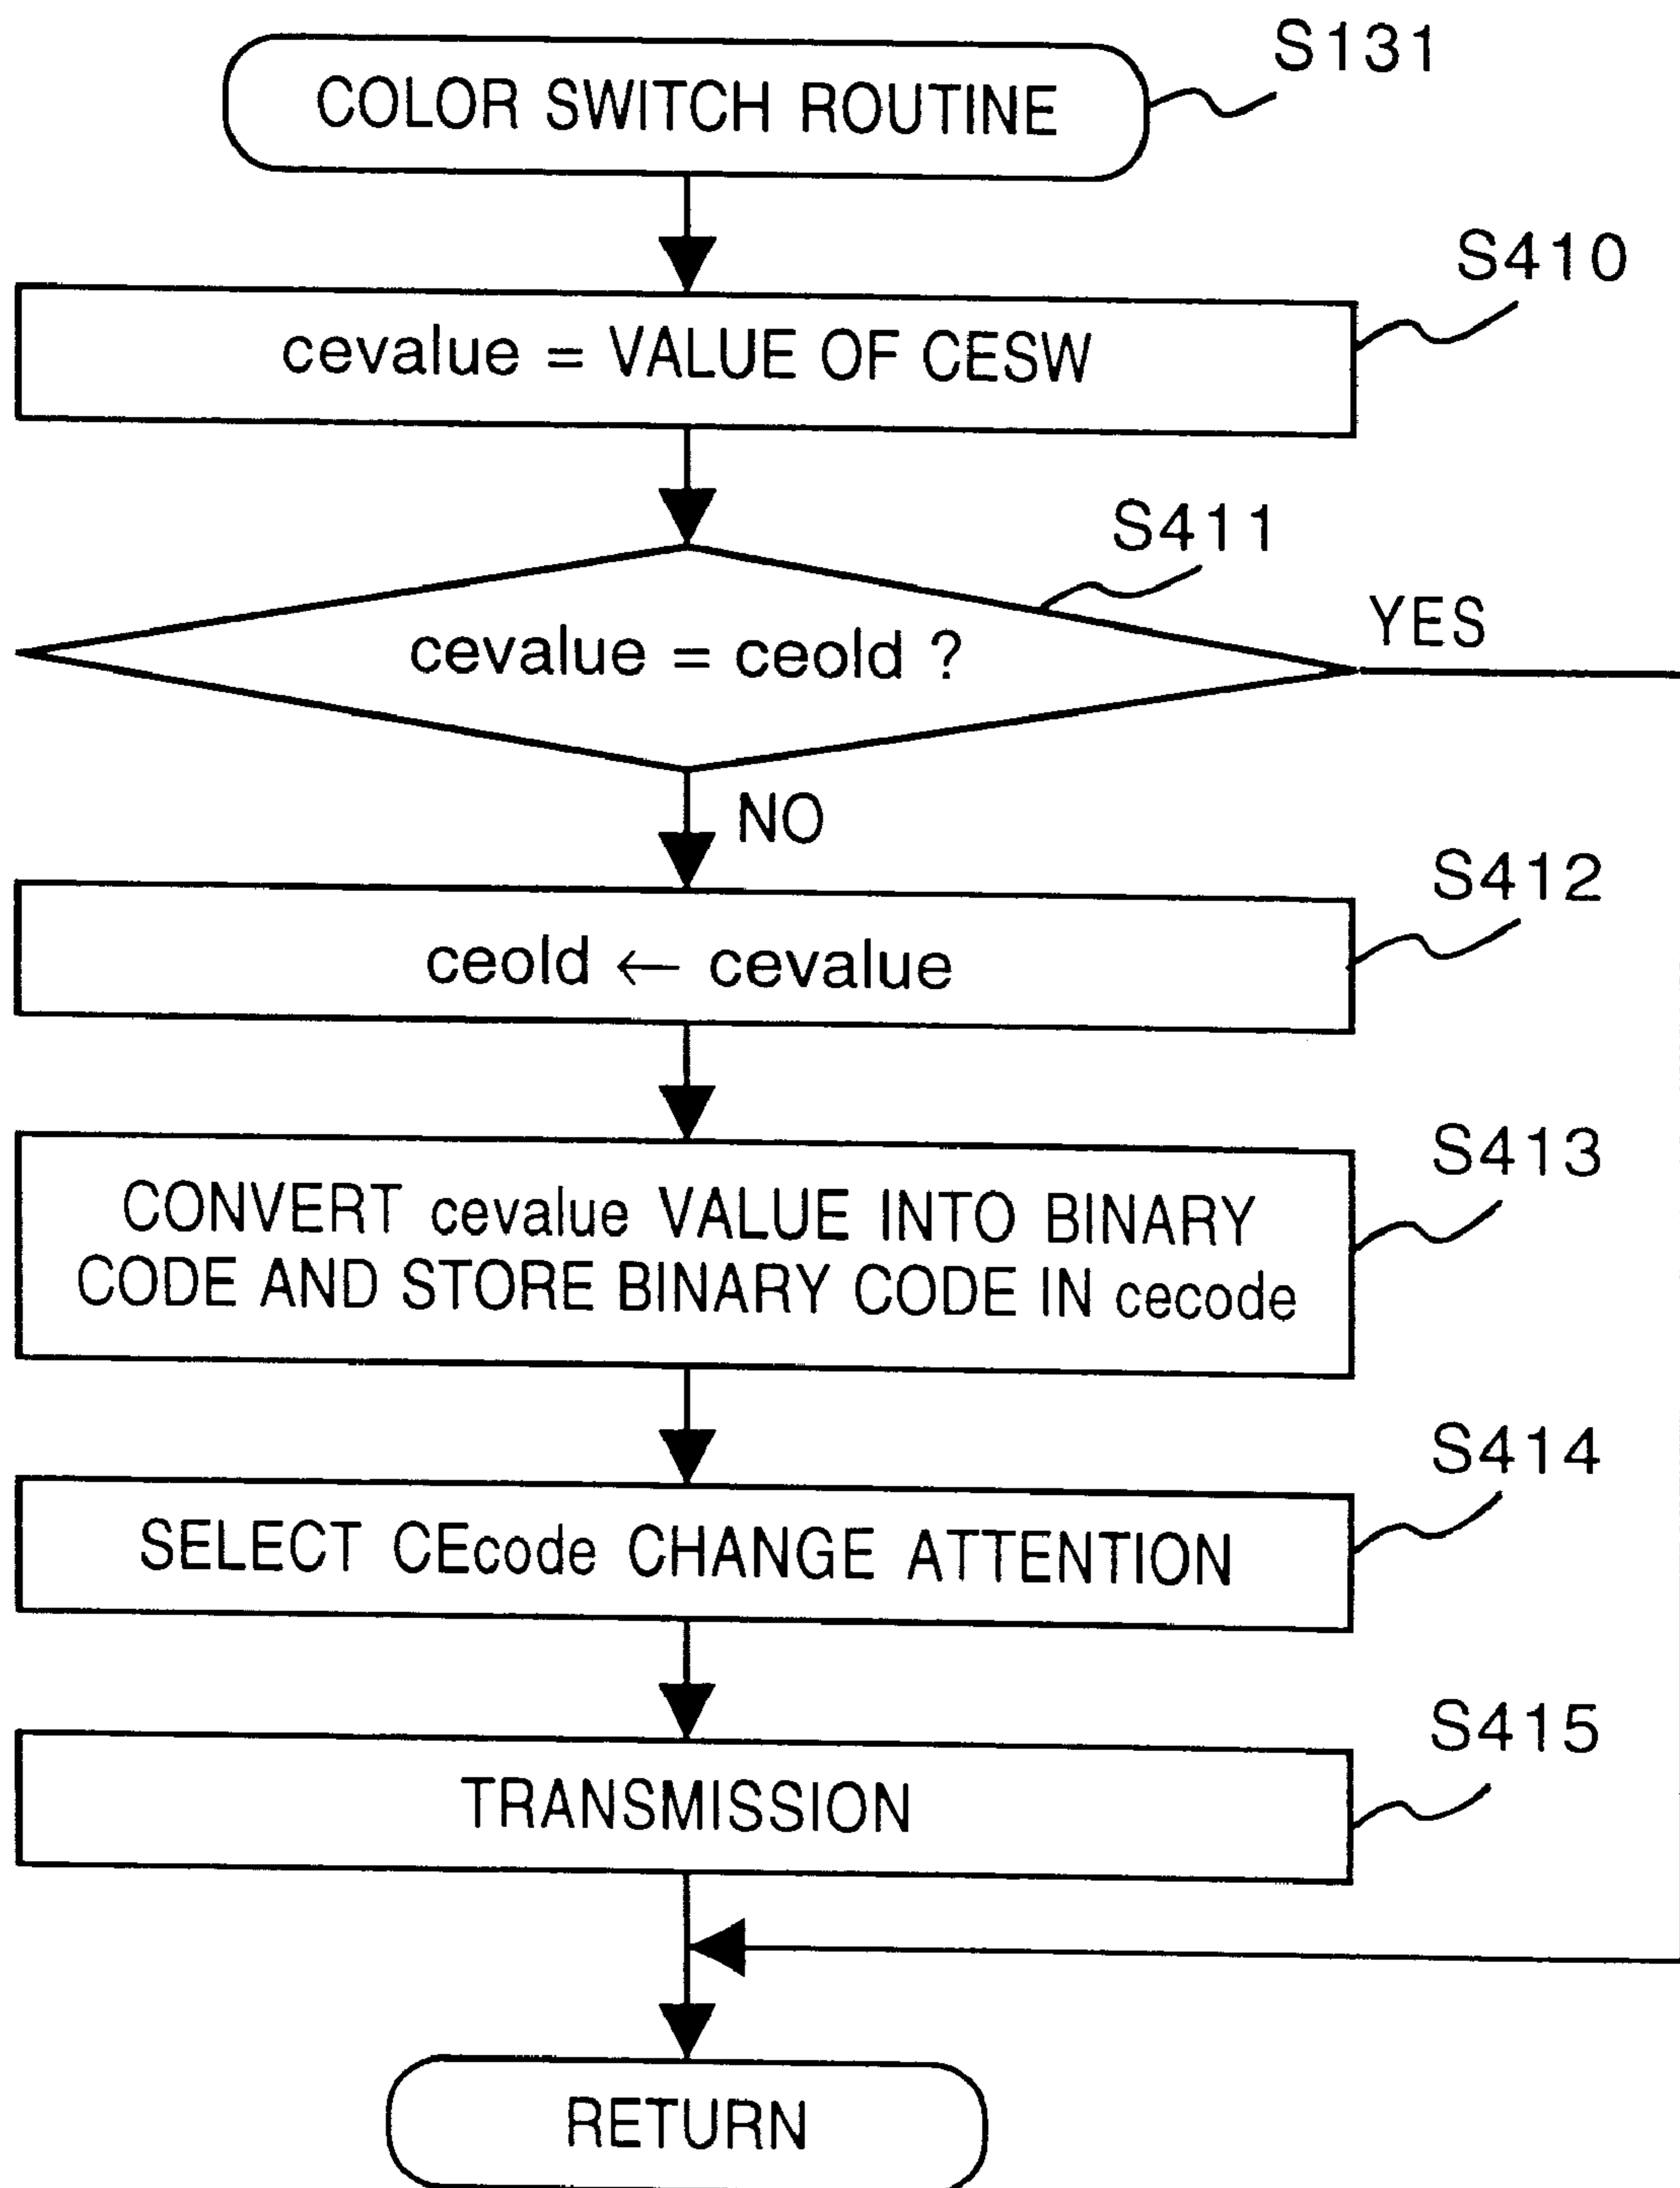 COLOR SWITCH ROUTINE
S131
S410
cevalue = VALUE OF CESW
S411
cevalue = ceold ?
YES
NO
S412
ceold ← cevalue
S413
CONVERT cevalue VALUE INTO BINARY
CODE AND STORE BINARY CODE IN cecode
S414
SELECT CEcode CHANGE ATTENTION
S415
TRANSMISSION
RETURN